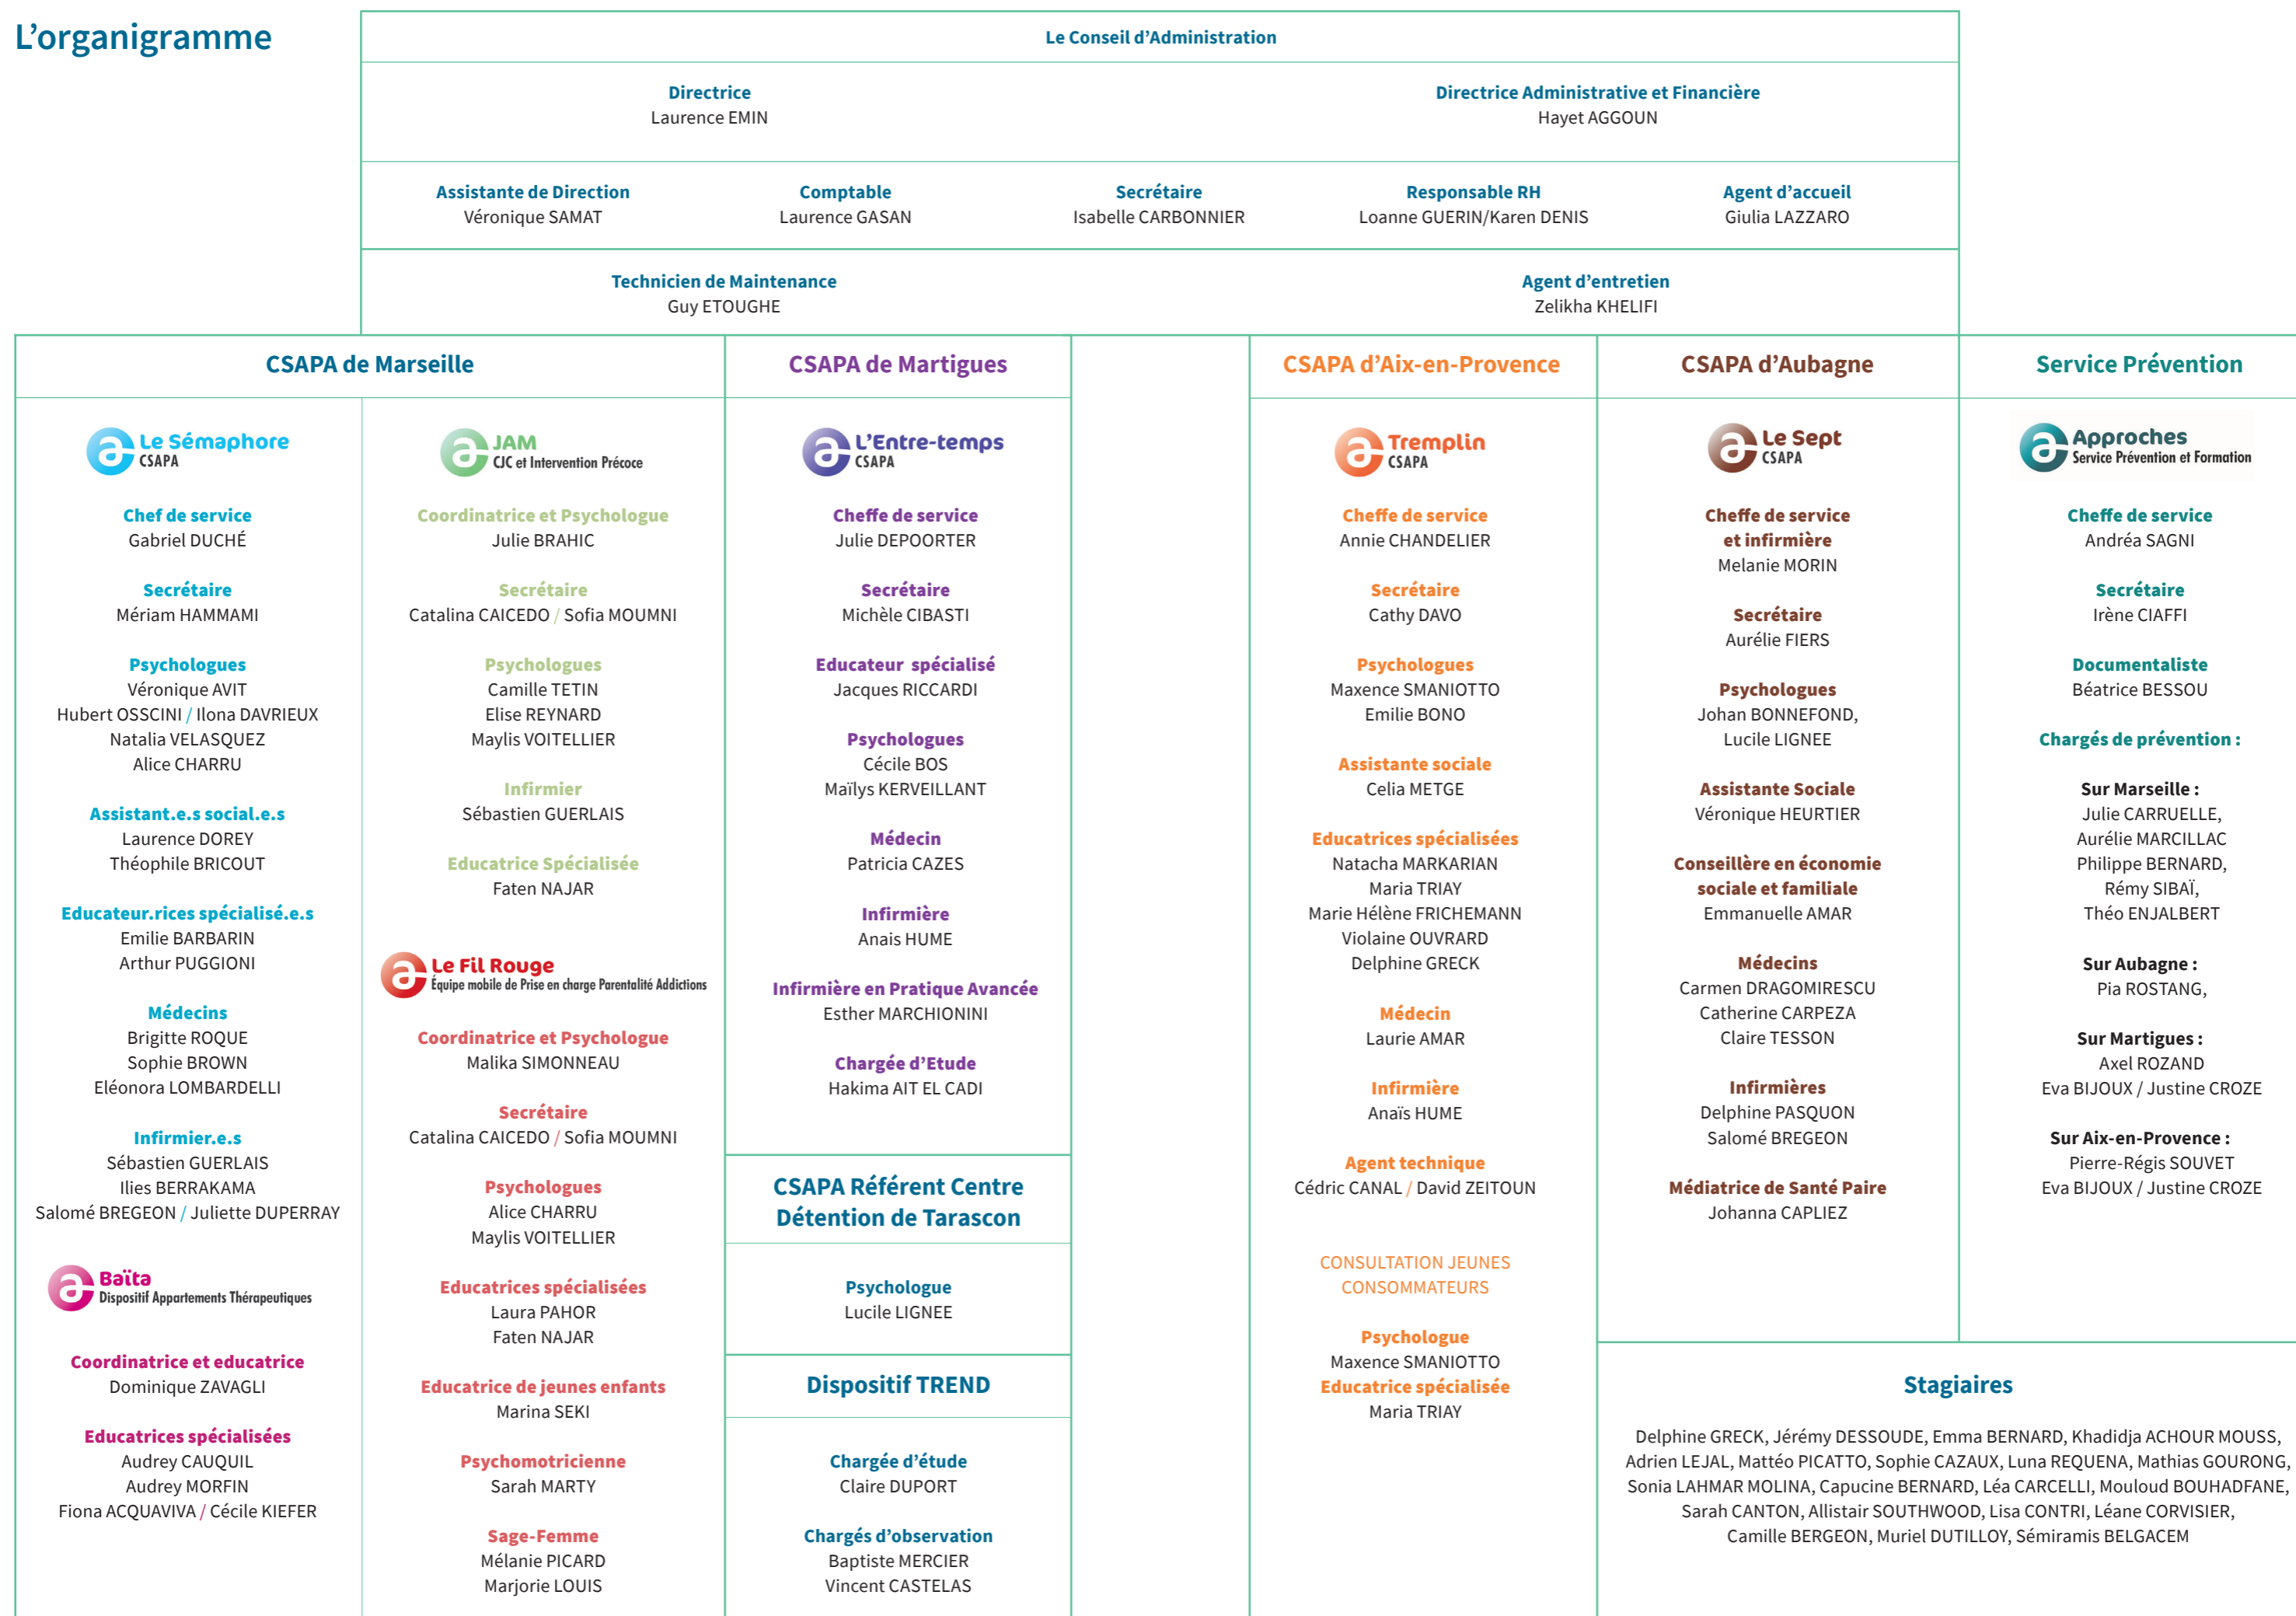 L’organigramme
Le Conseil d’Administration
Directrice
Laurence EMIN
Directrice Administrative et Financière
Hayet AGGOUN
Assistante de Direction
Véronique SAMAT
Comptable
Laurence GASAN
Secrétaire
Isabelle CARBONNIER
Responsable RH
Loanne GUERIN/Karen DENIS
Agent d’accueil
Giulia LAZZARO
Technicien de Maintenance
Guy ETOUGHE
Agent d’entretien
Zelikha KHELIFI
CSAPA de Marseille
Le Sémaphore
CSAPA
Chef de service
Gabriel DUCHÉ
Secrétaire
Mériam HAMMAMI
Psychologues
Véronique AVIT
Hubert OSSCINI / Ilona DAVRIEUX
Natalia VELASQUEZ
Alice CHARRU
Assistant.e.s social.e.s
Laurence DOREY
Théophile BRICOUT
Educateur.rices spécialisé.e.s
Emilie BARBARIN
Arthur PUGGIONI
Médecins
Brigitte ROQUE
Sophie BROWN
Eléonora LOMBARDELLI
Infirmier.e.s
Sébastien GUERLAIS
Ilies BERRAKAMA
Salomé BREGEON / Juliette DUPERRAY
Baïta
Dispositif Appartements Thérapeutiques
Coordinatrice et educatrice
Dominique ZAVAGLI
Educatrices spécialisées
Audrey CAUQUIL
Audrey MORFIN
Fiona ACQUAVIVA / Cécile KIEFER
JAM
CJC et Intervention Précoce
Coordinatrice et Psychologue
Julie BRAHIC
Secrétaire
Catalina CAICEDO / Sofia MOUMNI
Psychologues
Camille TETIN
Elise REYNARD
Maylis VOITELLIER
Infirmier
Sébastien GUERLAIS
Educatrice Spécialisée
Faten NAJAR
Le Fil Rouge
Équipe mobile de Prise en charge Parentalité Addictions
Coordinatrice et Psychologue
Malika SIMONNEAU
Secrétaire
Catalina CAICEDO / Sofia MOUMNI
Psychologues
Alice CHARRU
Maylis VOITELLIER
Educatrices spécialisées
Laura PAHOR
Faten NAJAR
Educatrice de jeunes enfants
Marina SEKI
Psychomotricienne
Sarah MARTY
Sage-Femme
Mélanie PICARD
Marjorie LOUIS
CSAPA de Martigues
L’Entre-temps
CSAPA
Cheffe de service
Julie DEPOORTER
Secrétaire
Michèle CIBASTI
Educateur  spécialisé
Jacques RICCARDI
Psychologues
Cécile BOS
Maïlys KERVEILLANT
Médecin
Patricia CAZES
Infirmière
Anais HUME
Infirmière en Pratique Avancée
Esther MARCHIONINI
Chargée d’Etude
Hakima AIT EL CADI
CSAPA Référent Centre
Détention de Tarascon
Psychologue
Lucile LIGNEE
Dispositif TREND
Chargée d’étude
Claire DUPORT
Chargés d’observation
Baptiste MERCIER
Vincent CASTELAS
CSAPA d’Aix-en-Provence
Tremplin
CSAPA
Cheffe de service
Annie CHANDELIER
Secrétaire
Cathy DAVO
Psychologues
Maxence SMANIOTTO
Emilie BONO
Assistante sociale
Celia METGE
Educatrices spécialisées
Natacha MARKARIAN
Maria TRIAY
Marie Hélène FRICHEMANN
Violaine OUVRARD
Delphine GRECK
Médecin
Laurie AMAR
Infirmière
Anaïs HUME
Agent technique
Cédric CANAL / David ZEITOUN
CONSULTATION JEUNES
CONSOMMATEURS
Psychologue
Maxence SMANIOTTO
Educatrice spécialisée
Maria TRIAY
CSAPA d’Aubagne
Le Sept
CSAPA
Cheffe de service
et infirmière
Melanie MORIN
Secrétaire
Aurélie FIERS
Psychologues
Johan BONNEFOND,
Lucile LIGNEE
Assistante Sociale
Véronique HEURTIER
Conseillère en économie
sociale et familiale
Emmanuelle AMAR
Médecins
Carmen DRAGOMIRESCU
Catherine CARPEZA
Claire TESSON
Infirmières
Delphine PASQUON
Salomé BREGEON
Médiatrice de Santé Paire
Johanna CAPLIEZ
Service Prévention
Approches
Service Prévention et Formation
Cheffe de service
Andréa SAGNI
Secrétaire
Irène CIAFFI
Documentaliste
Béatrice BESSOU
Chargés de prévention :
Sur Marseille :
Julie CARRUELLE,
Aurélie MARCILLAC
Philippe BERNARD,
Rémy SIBAÏ,
Théo ENJALBERT
Sur Aubagne :
Pia ROSTANG,
Sur Martigues :
Axel ROZAND
Eva BIJOUX / Justine CROZE
Sur Aix-en-Provence :
Pierre-Régis SOUVET
Eva BIJOUX / Justine CROZE
Stagiaires
Delphine GRECK, Jérémy DESSOUDE, Emma BERNARD, Khadidja ACHOUR MOUSS,
Adrien LEJAL, Mattéo PICATTO, Sophie CAZAUX, Luna REQUENA, Mathias GOURONG,
Sonia LAHMAR MOLINA, Capucine BERNARD, Léa CARCELLI, Mouloud BOUHADFANE,
Sarah CANTON, Allistair SOUTHWOOD, Lisa CONTRI, Léane CORVISIER,
Camille BERGEON, Muriel DUTILLOY, Sémiramis BELGACEM